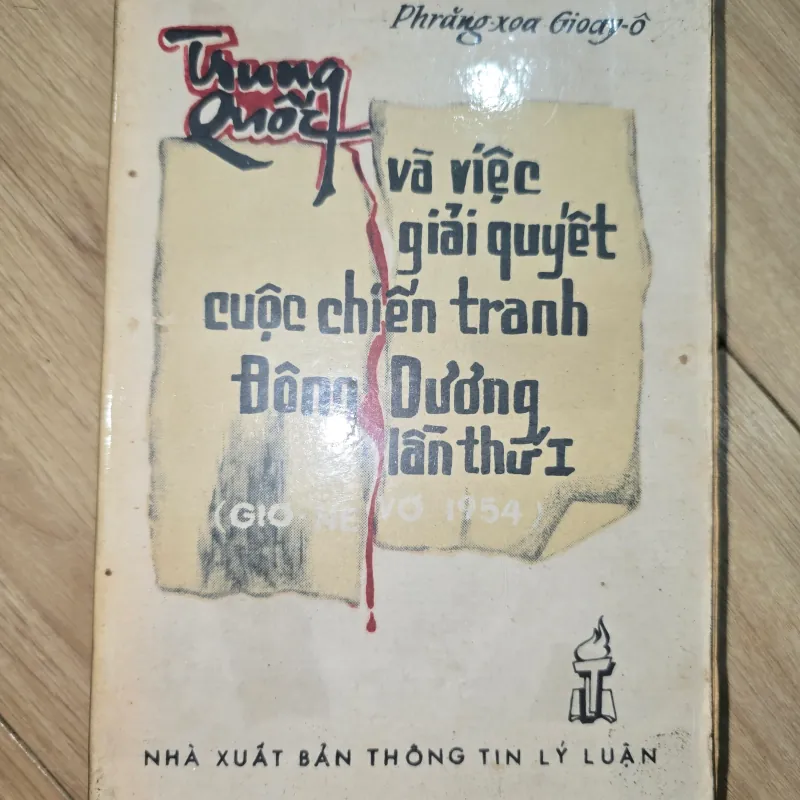 Phrăng-xoa Gioay-ô
Trung
Quốc
và việc
giải quyết
cuộc chiến tranh
Đông Dương
lần thứ I
(GIƠ-NE-VƠ 1954)
NHÀ XUẤT BẢN THÔNG TIN LÝ LUẬN